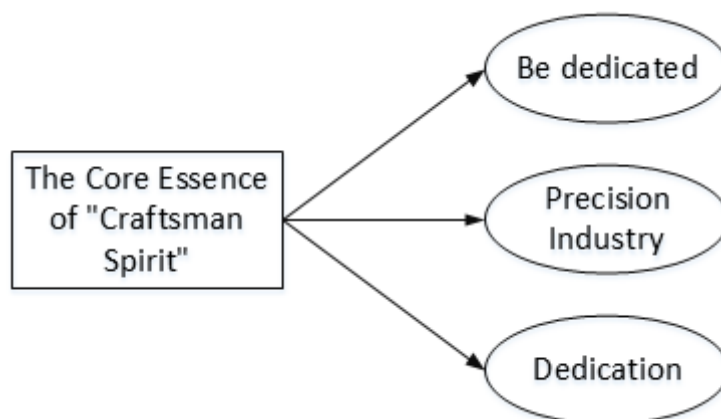 The Core Essence
of "Craftsman
Spirit"
Be dedicated
Precision
Industry
Dedication